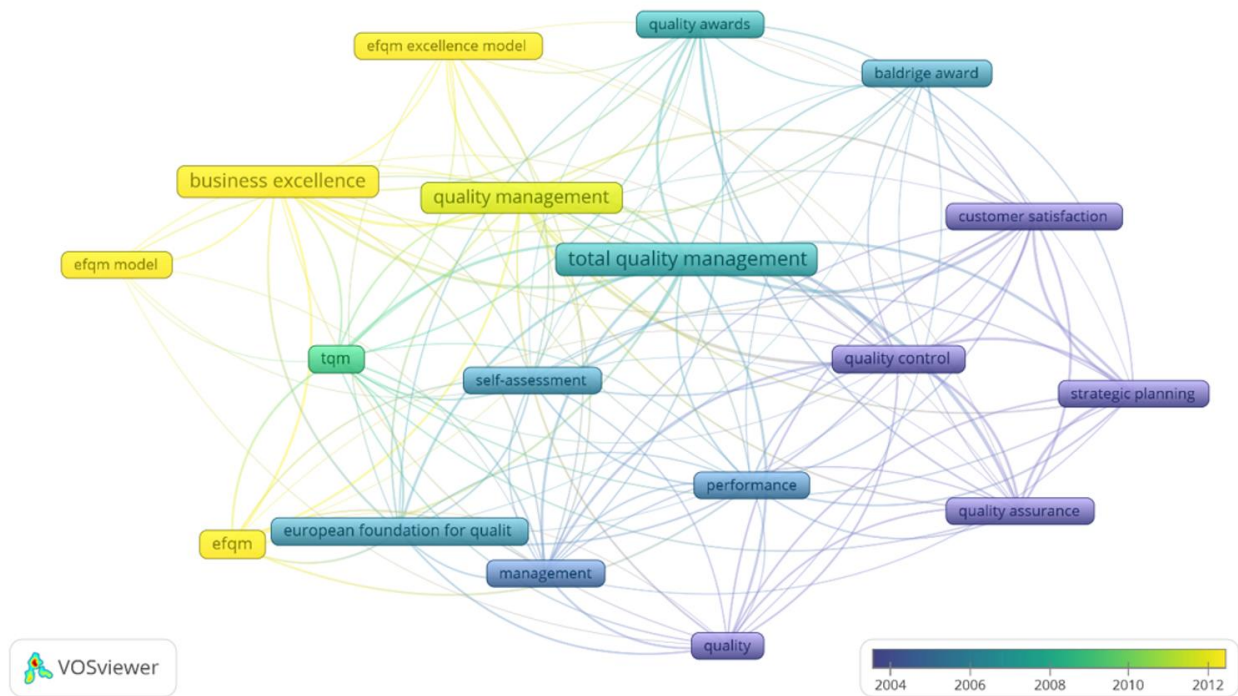 quality awards
efqm excellence model
baldrige award
business excellence
quality management
customer satisfaction
total quality management
efqm model
tqm
quality control
self-assessment
strategic planning
performance
quality assurance
european foundation for qualit
efqm
management
quality
VOSviewer
2004 2006 2008 2010 2012